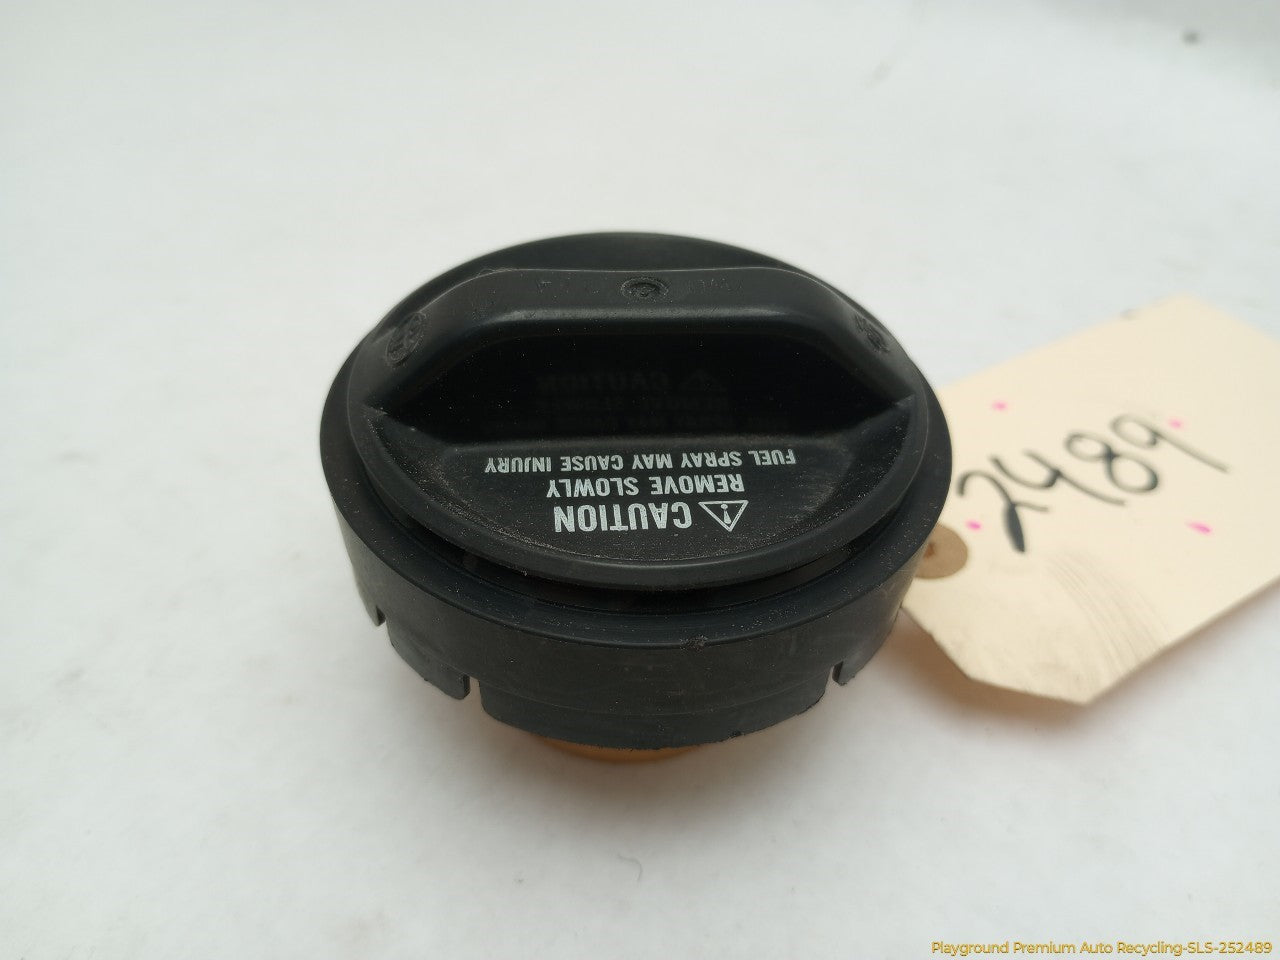 CAUTION
REMOVE SLOWLY
FUEL SPRAY MAY CAUSE INJURY
2489
Playground Premium Auto Recycling-SLS-252489